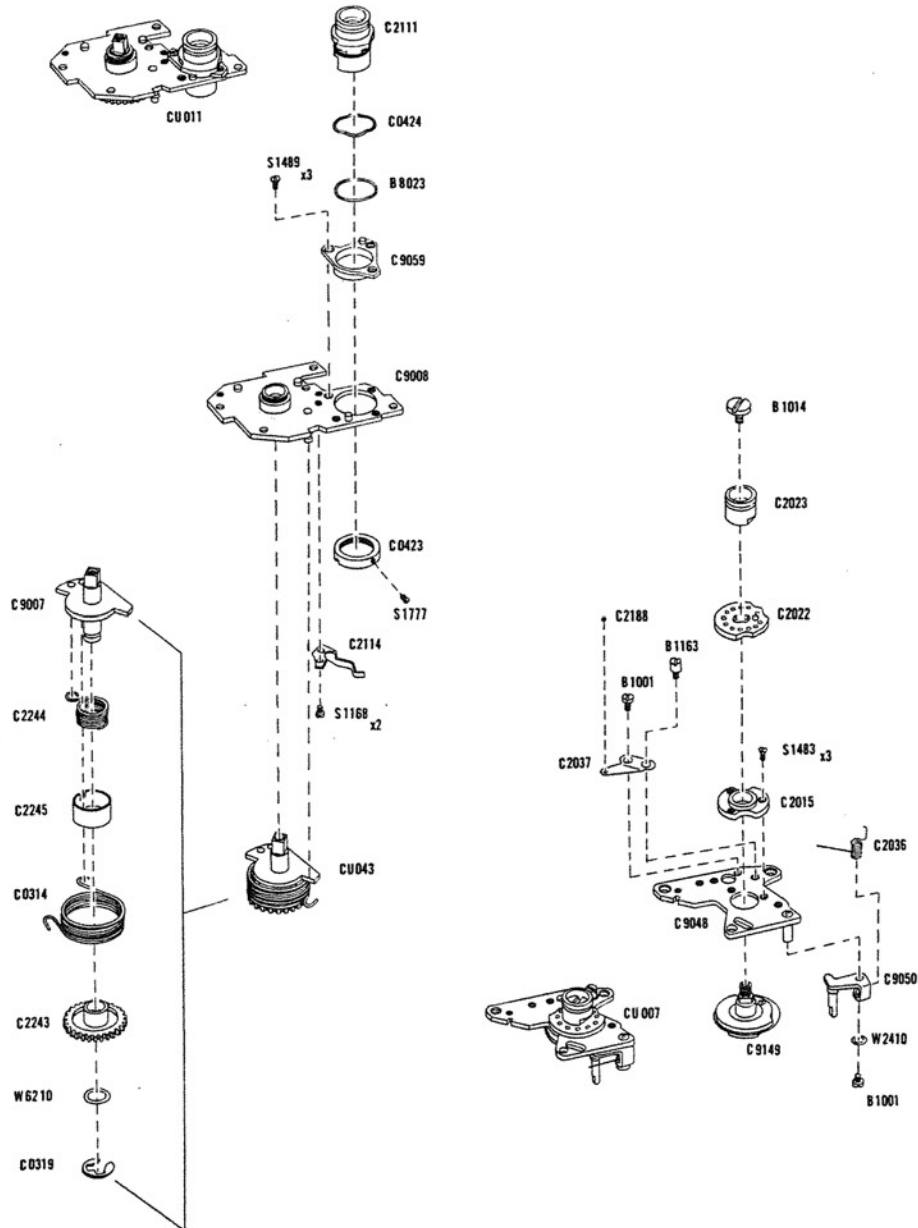 C2111
CU011
C0424
S1489 x3
B8023
C9059
C9008
B1014
C2023
C0423
S1777
C9007
C2188
C2022
C2114
B1163
B1001
C2244
S1168 x2
S1483 x3
C2037
C2245
C2015
CU043
C2036
C0314
C9048
C9050
C2243
CU007
W2410
C9149
W6210
B1001
C0319